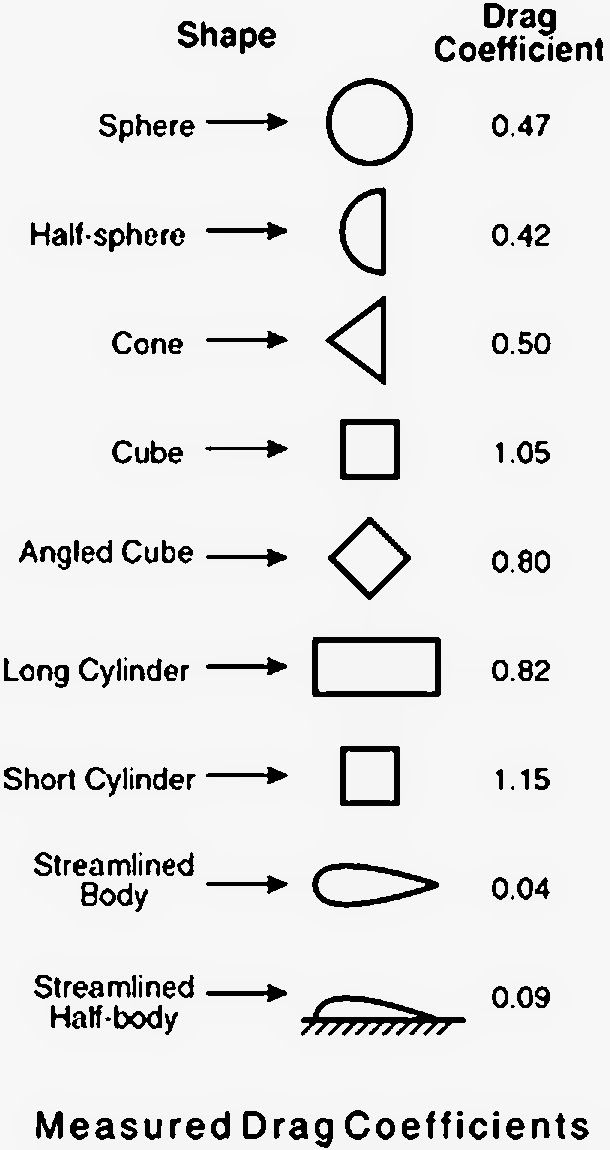 Shape
Drag
Coefficient
Sphere
0.47
Half-sphere
0.42
Cone
0.50
Cube
1.05
Angled Cube
0.80
Long Cylinder
0.82
Short Cylinder
1.15
Streamlined
Body
0.04
Streamlined
Half-body
0.09
Measured Drag Coefficients